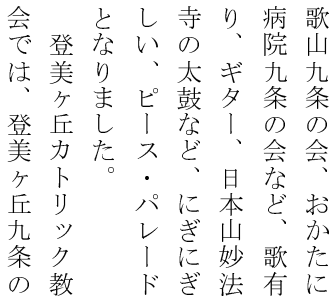 歌山九条の会、おかたに
病院九条の会など、歌有
り、ギター、日本山妙法
寺の太鼓など、にぎにぎ
しい、ピース・パレード
となりました。
　登美ヶ丘カトリック教
会では、登美ヶ丘九条の